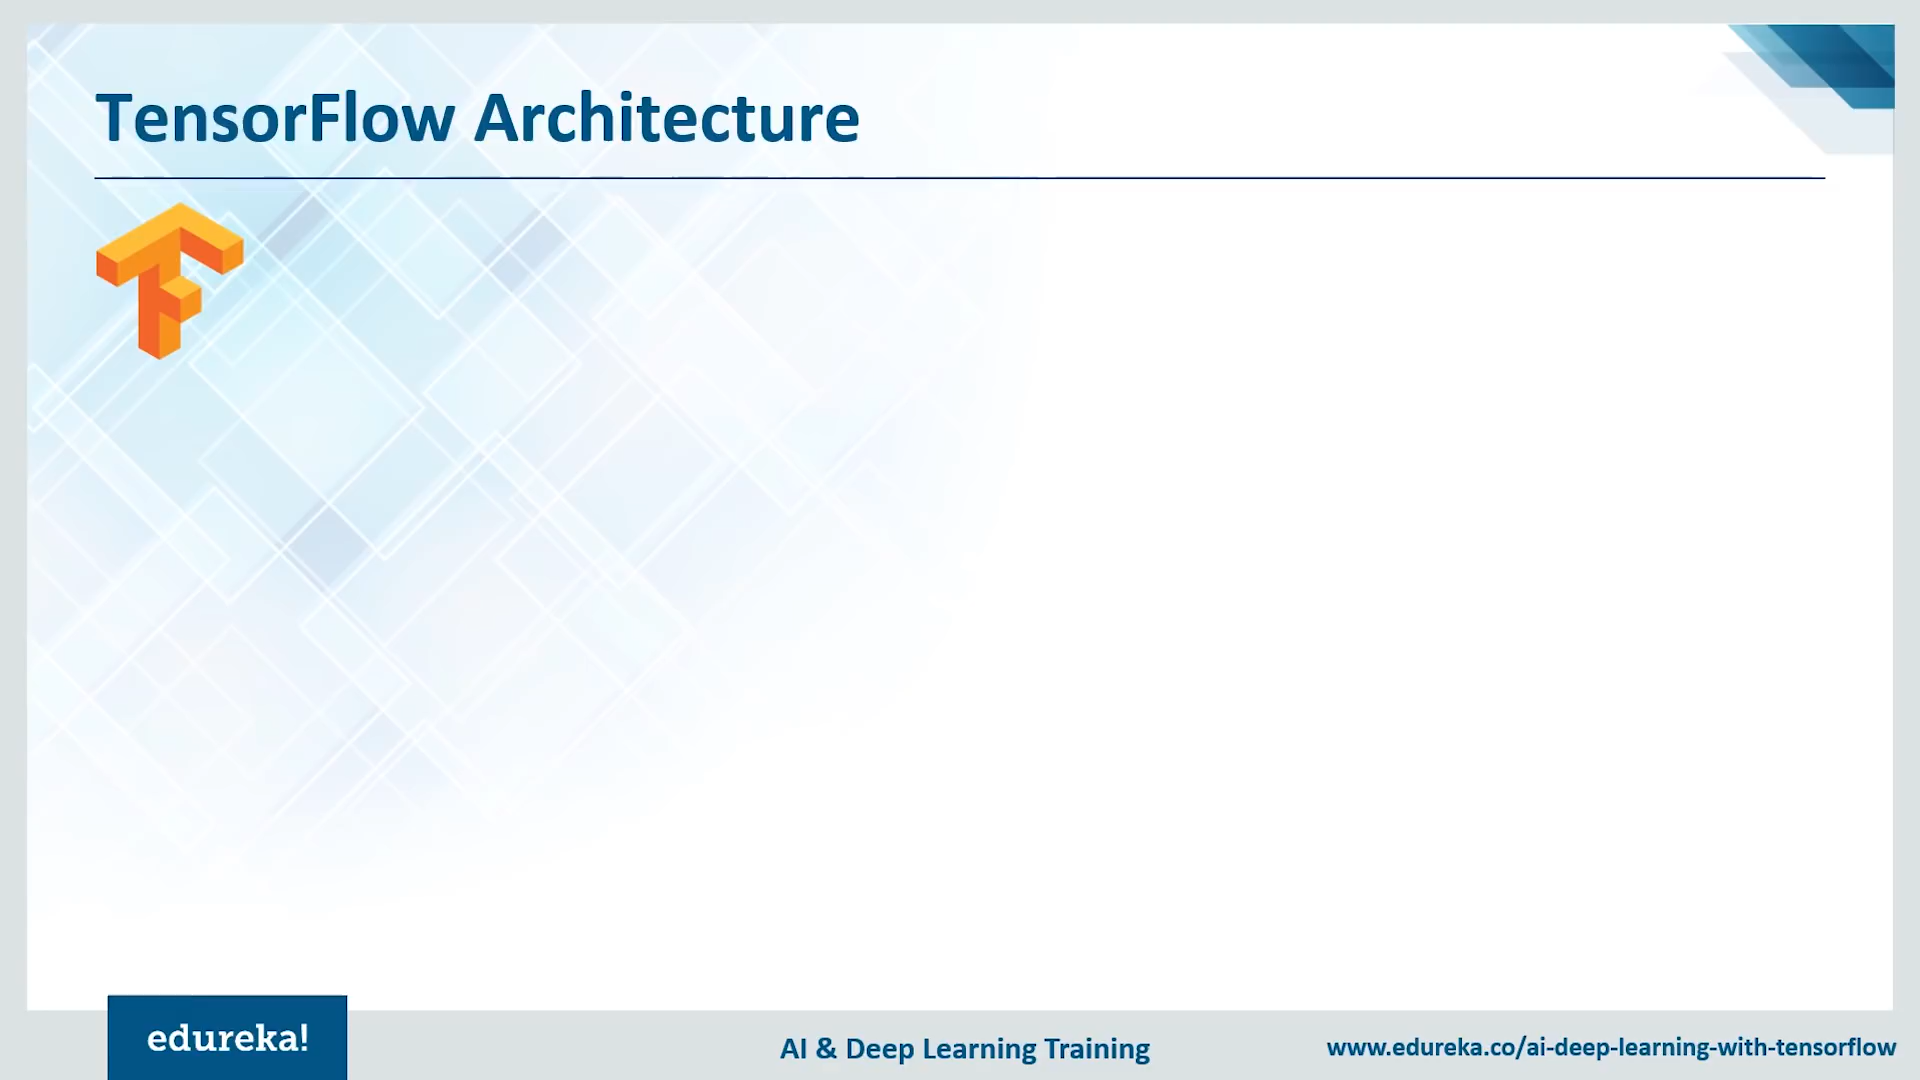 TensorFlow Architecture
edureka!
AI & Deep Learning Training
www.edureka.co/ai-deep-learning-with-tensorflow